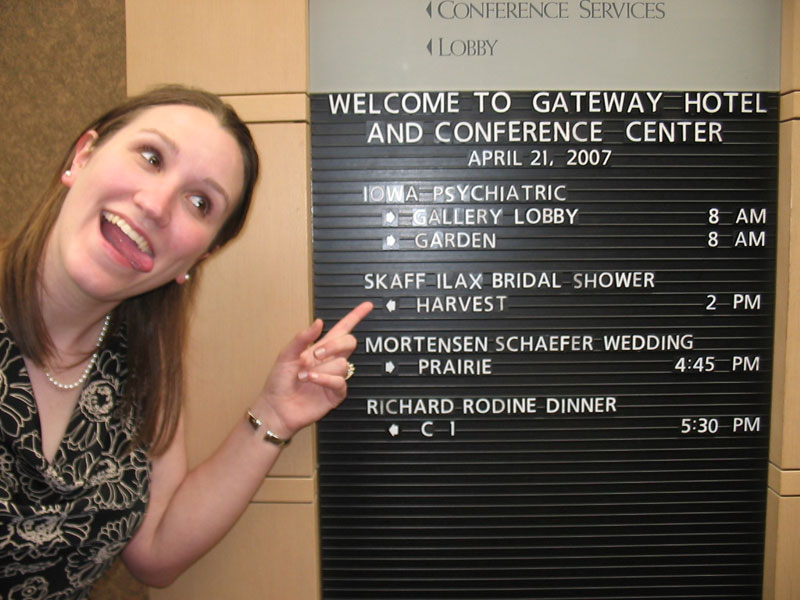 CONFERENCE SERVICES
LOBBY
WELCOME TO GATEWAY HOTEL
AND CONFERENCE CENTER
APRIL 21, 2007
IOWA PSYCHIATRIC
GALLERY LOBBY 8 AM
GARDEN 8 AM
SKAFF ILAX BRIDAL SHOWER
HARVEST 2 PM
MORTENSEN SCHAEFER WEDDING
PRAIRIE 4:45 PM
RICHARD RODINE DINNER
C 1 5:30 PM